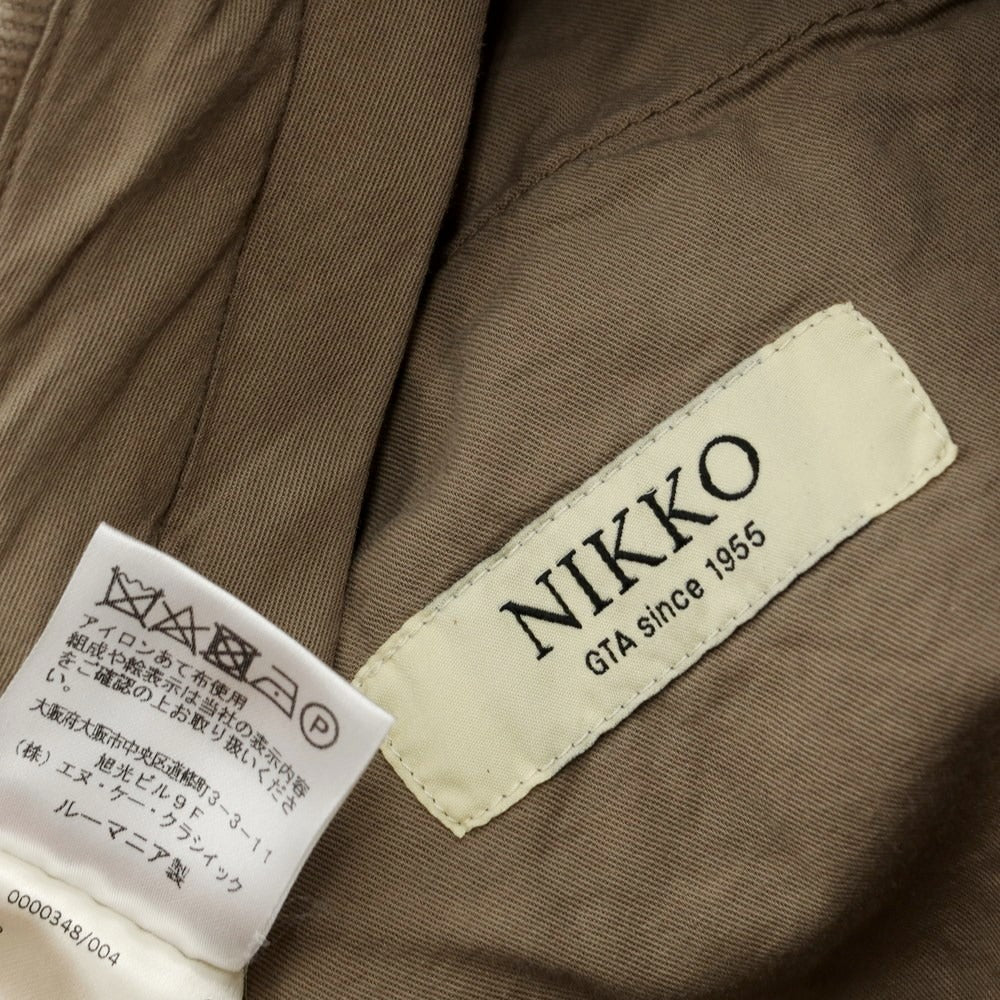 NIKKO
GTA since 1955
P
アイロンあて布使用
組成や絵表示は当社の表示内容
をご確認の上お取り扱いくださ
い。
大阪府大阪市中央区道修町3-3-11
旭光ビル9F
(株)エヌ・ケー・クラシイック
ルーマニア製
0000348/004